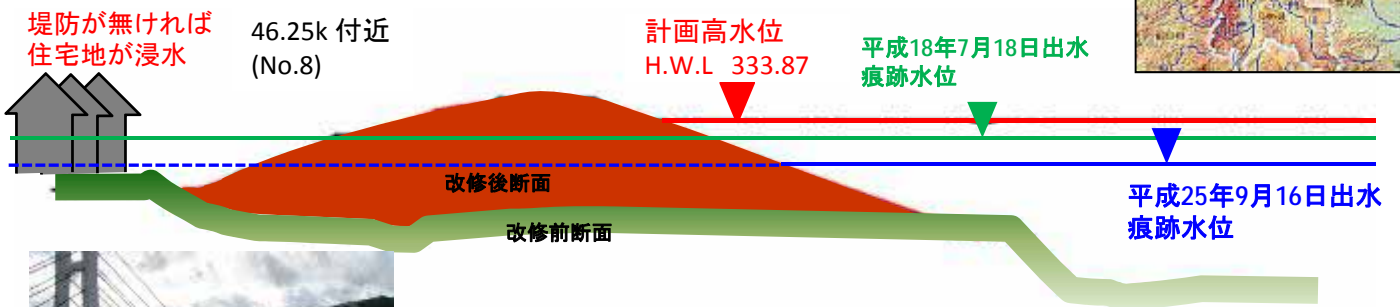 堤防が無ければ
住宅地が浸水
46.25k 付近
(No.8)
計画高水位
H.W.L 333.87
平成18年7月18日出水
痕跡水位
平成25年9月16日出水
痕跡水位
改修後断面
改修前断面